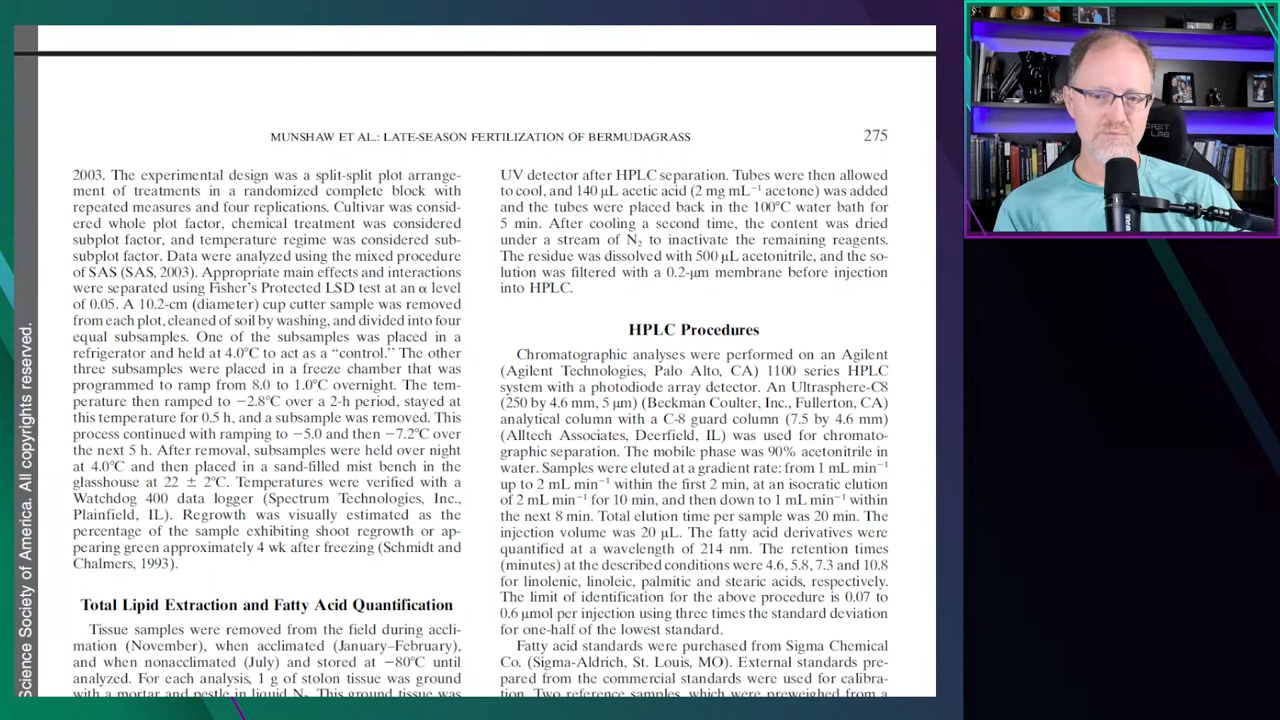 MUNSHAW ET AL.: LATE-SEASON FERTILIZATION OF BERMUDAGRASS
275
2003. The experimental design was a split-split plot arrange-
ment of treatments in a randomized complete block with
repeated measures and four replications. Cultivar was consid-
ered whole plot factor, chemical treatment was considered
subplot factor, and temperature regime was considered sub-
subplot factor. Data were analyzed using the mixed procedure
of SAS (SAS, 2003). Appropriate main effects and interactions
were separated using Fisher's Protected LSD test at an α level
of 0.05. A 10.2-cm (diameter) cup cutter sample was removed
from each plot, cleaned of soil by washing, and divided into four
equal subsamples. One of the subsamples was placed in a
refrigerator and held at 4.0°C to act as a “control.” The other
three subsamples were placed in a freeze chamber that was
programmed to ramp from 8.0 to 1.0°C overnight. The tem-
perature then ramped to −2.8°C over a 2-h period, stayed at
this temperature for 0.5 h, and a subsample was removed. This
process continued with ramping to −5.0 and then −7.2°C over
the next 5 h. After removal, subsamples were held over night
at 4.0°C and then placed in a sand-filled mist bench in the
glasshouse at 22 ± 2°C. Temperatures were verified with a
Watchdog 400 data logger (Spectrum Technologies, Inc.,
Plainfield, IL). Regrowth was visually estimated as the
percentage of the sample exhibiting shoot regrowth or ap-
pearing green approximately 4 wk after freezing (Schmidt and
Chalmers, 1993).
Total Lipid Extraction and Fatty Acid Quantification
Tissue samples were removed from the field during accli-
mation (November), when acclimated (January–February),
and when nonacclimated (July) and stored at −80°C until
analyzed. For each analysis, 1 g of stolon tissue was ground
with a mortar and pestle in liquid N₂. This ground tissue was
UV detector after HPLC separation. Tubes were then allowed
to cool, and 140 μL acetic acid (2 mg mL⁻¹ acetone) was added
and the tubes were placed back in the 100°C water bath for
5 min. After cooling a second time, the content was dried
under a stream of N₂ to inactivate the remaining reagents.
The residue was dissolved with 500 μL acetonitrile, and the so-
lution was filtered with a 0.2-μm membrane before injection
into HPLC.
HPLC Procedures
Chromatographic analyses were performed on an Agilent
(Agilent Technologies, Palo Alto, CA) 1100 series HPLC
system with a photodiode array detector. An Ultrasphere-C8
(250 by 4.6 mm, 5 μm) (Beckman Coulter, Inc., Fullerton, CA)
analytical column with a C-8 guard column (7.5 by 4.6 mm)
(Alltech Associates, Deerfield, IL) was used for chromato-
graphic separation. The mobile phase was 90% acetonitrile in
water. Samples were eluted at a gradient rate: from 1 mL min⁻¹
up to 2 mL min⁻¹ within the first 2 min, at an isocratic elution
of 2 mL min⁻¹ for 10 min, and then down to 1 mL min⁻¹ within
the next 8 min. Total elution time per sample was 20 min. The
injection volume was 20 μL. The fatty acid derivatives were
quantified at a wavelength of 214 nm. The retention times
(minutes) at the described conditions were 4.6, 5.8, 7.3 and 10.8
for linolenic, linoleic, palmitic and stearic acids, respectively.
The limit of identification for the above procedure is 0.07 to
0.6 μmol per injection using three times the standard deviation
for one-half of the lowest standard.
Fatty acid standards were purchased from Sigma Chemical
Co. (Sigma-Aldrich, St. Louis, MO). External standards pre-
pared from the commercial standards were used for calibra-
tion. Two reference samples, which were preweighed from a
Science Society of America. All copyrights reserved.
LAB